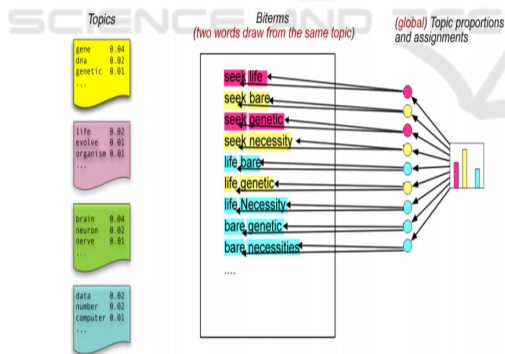 SCIENCE AND
Topics
gene 0.04
dna 0.02
genetic 0.01
...
life 0.02
evolve 0.01
organism 0.01
...
brain 0.04
neuron 0.02
nerve 0.01
...
data 0.02
number 0.02
computer 0.01
...
Biterms
(two words draw from the same topic)
seek life
seek bare
seek genetic
seek necessity
life bare
life genetic
life Necessity
bare genetic
bare necessities
....
(global) Topic proportions
and assignments